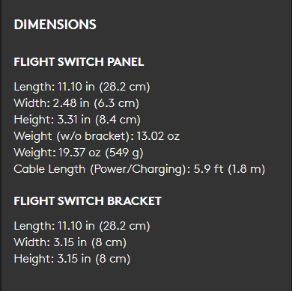 DIMENSIONS
FLIGHT SWITCH PANEL
Length: 11.10 in (28.2 cm)
Width: 2.48 in (6.3 cm)
Height: 3.31 in (8.4 cm)
Weight (w/o bracket): 13.02 oz
Weight: 19.37 oz (549 g)
Cable Length (Power/Charging): 5.9 ft (1.8 m)
FLIGHT SWITCH BRACKET
Length: 11.10 in (28.2 cm)
Width: 3.15 in (8 cm)
Height: 3.15 in (8 cm)